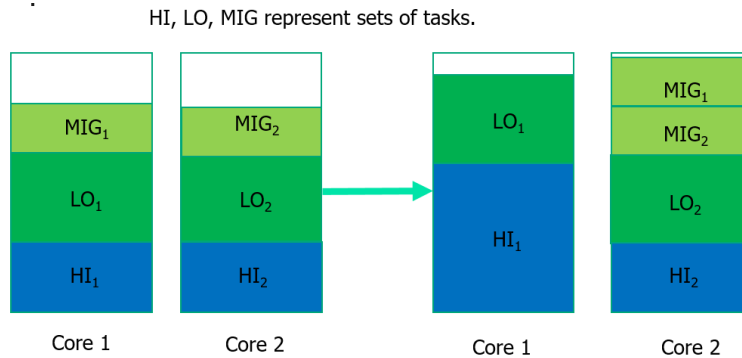 HI, LO, MIG represent sets of tasks.
MIG₁
LO₁
HI₁
Core 1
MIG₂
LO₂
HI₂
Core 2
LO₁
HI₁
Core 1
MIG₁
MIG₂
LO₂
HI₂
Core 2